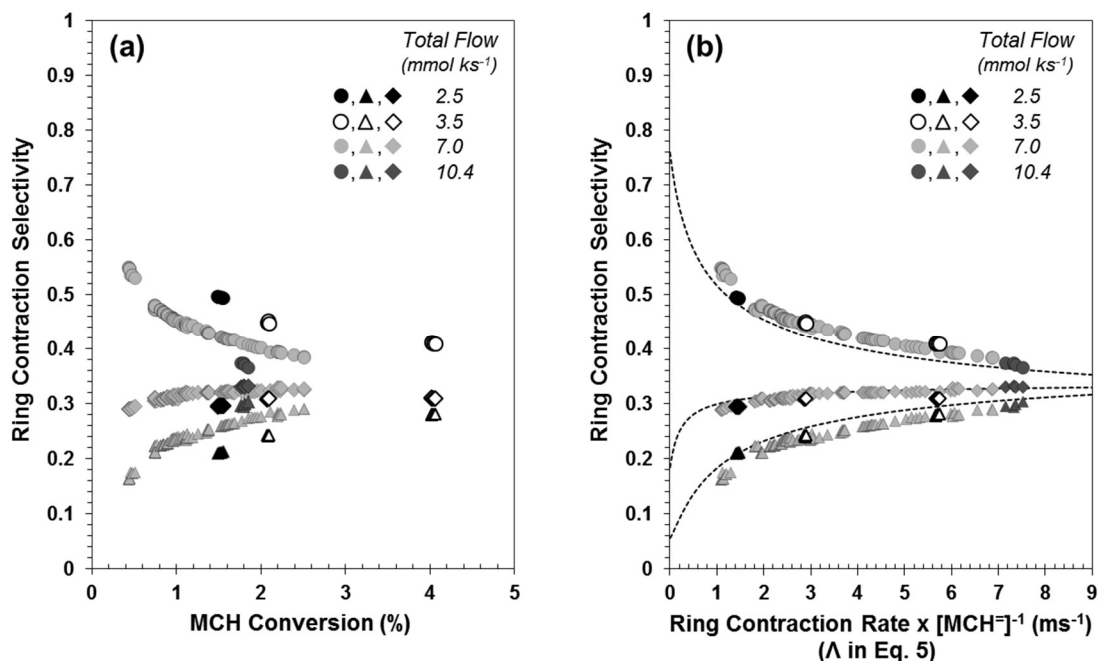 (a)
Total Flow
(mmol ks⁻¹)
2.5
3.5
7.0
10.4
1
0.9
0.8
0.7
0.6
0.5
0.4
0.3
0.2
0.1
0
Ring Contraction Selectivity
0 1 2 3 4 5
MCH Conversion (%)
(b)
Total Flow
(mmol ks⁻¹)
2.5
3.5
7.0
10.4
1
0.9
0.8
0.7
0.6
0.5
0.4
0.3
0.2
0.1
0
Ring Contraction Selectivity
0 1 2 3 4 5 6 7 8 9
Ring Contraction Rate x [MCH⁼]⁻¹ (ms⁻¹)
(Λ in Eq. 5)